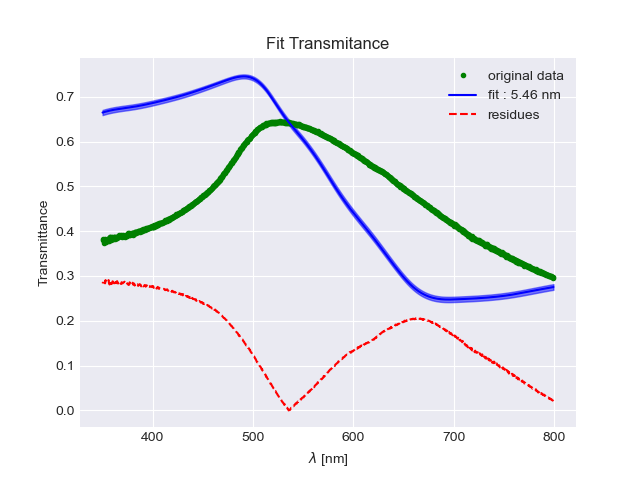 Fit Transmitance
original data
fit : 5.46 nm
residues
Transmittance
0.7
0.6
0.5
0.4
0.3
0.2
0.1
0.0
400 500 600 700 800
λ [nm]